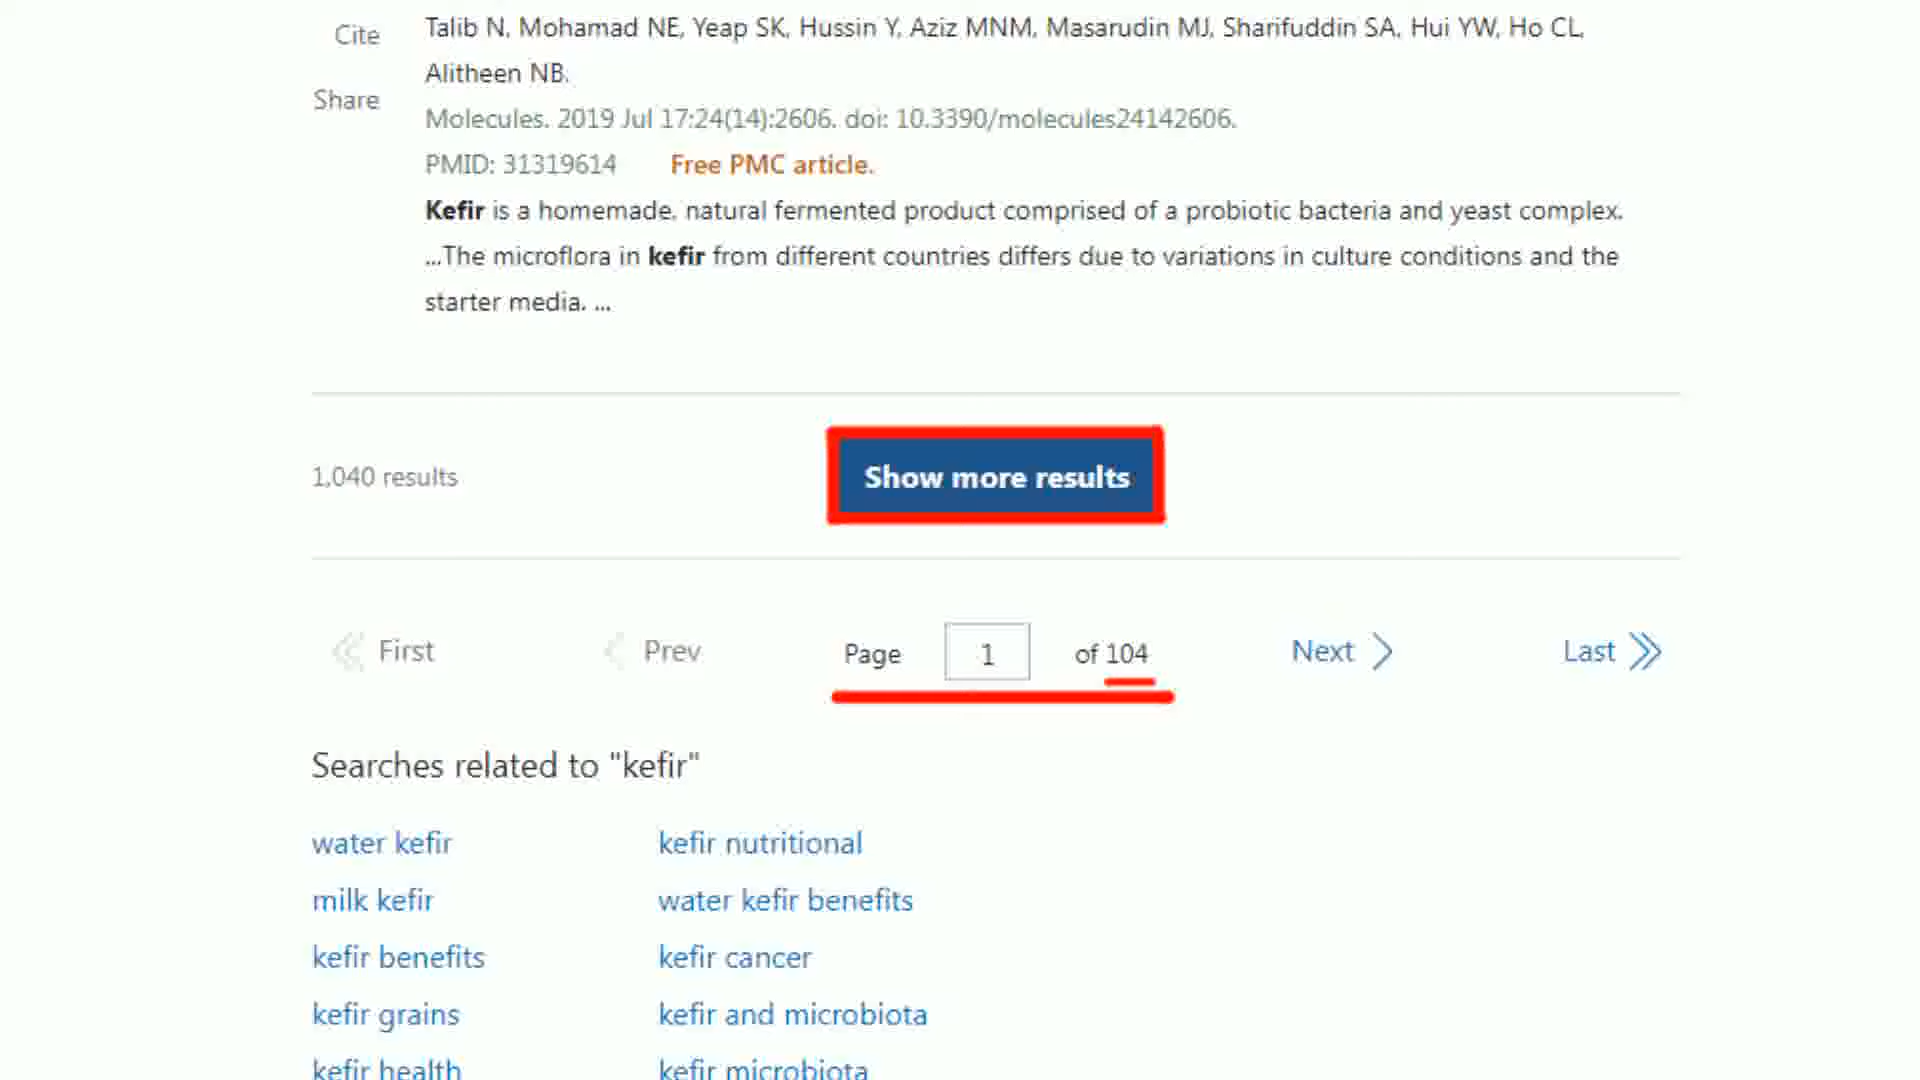 Cite
Share
Talib N, Mohamad NE, Yeap SK, Hussin Y, Aziz MNM, Masarudin MJ, Sharifuddin SA, Hui YW, Ho CL,
Alitheen NB.
Molecules. 2019 Jul 17;24(14):2606. doi: 10.3390/molecules24142606.
PMID: 31319614 Free PMC article.
Kefir is a homemade, natural fermented product comprised of a probiotic bacteria and yeast complex.
...The microflora in kefir from different countries differs due to variations in culture conditions and the
starter media. ...
1,040 results
Show more results
First
Prev
Page 1 of 104
Next
Last
Searches related to "kefir"
water kefir
milk kefir
kefir benefits
kefir grains
kefir health
kefir nutritional
water kefir benefits
kefir cancer
kefir and microbiota
kefir microbiota